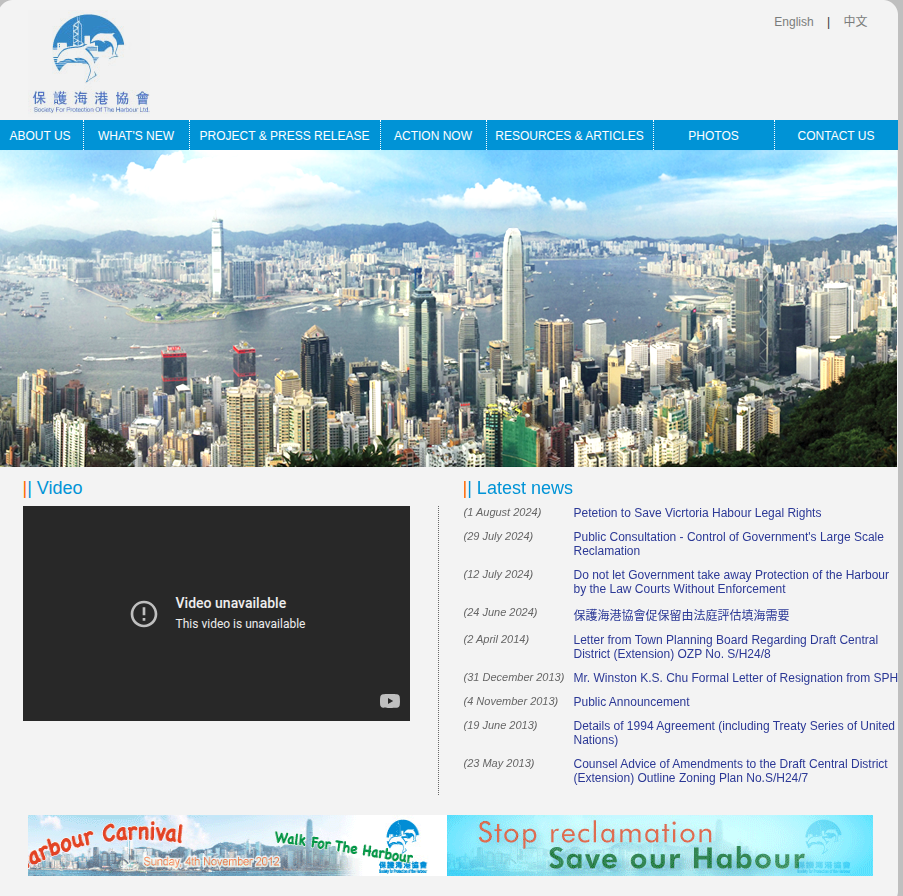 English | 中文
保護海港協會
Society For Protection Of The Harbour Ltd.
ABOUT US
WHAT'S NEW
PROJECT & PRESS RELEASE
ACTION NOW
RESOURCES & ARTICLES
PHOTOS
CONTACT US
|| Video
Video unavailable
This video is unavailable
|| Latest news
(1 August 2024) Petetion to Save Vicrtoria Habour Legal Rights
(29 July 2024) Public Consultation - Control of Government's Large Scale
Reclamation
(12 July 2024) Do not let Government take away Protection of the Harbour
by the Law Courts Without Enforcement
(24 June 2024) 保護海港協會促保留由法庭評估填海需要
(2 April 2014) Letter from Town Planning Board Regarding Draft Central
District (Extension) OZP No. S/H24/8
(31 December 2013) Mr. Winston K.S. Chu Formal Letter of Resignation from SPH
(4 November 2013) Public Announcement
(19 June 2013) Details of 1994 Agreement (including Treaty Series of United
Nations)
(23 May 2013) Counsel Advice of Amendments to the Draft Central District
(Extension) Outline Zoning Plan No.S/H24/7
arbour Carnival
Sunday, 4th November 2012
Walk For The Harbour
保護海港協會
Stop reclamation
Save our Habour
保護海港協會